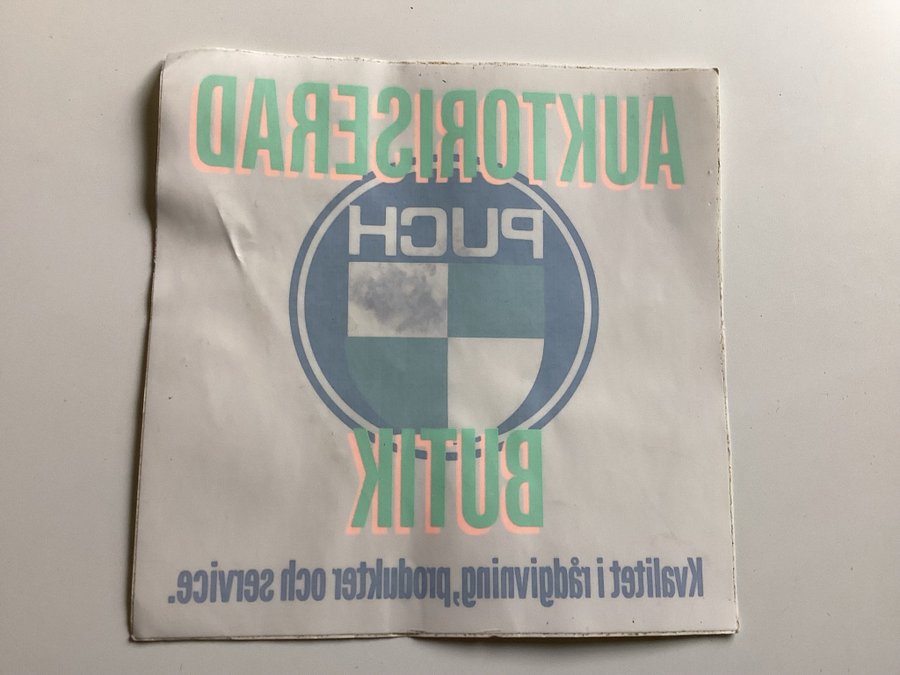 AUKTORISERAD
PUCH
BUTIK
Kvalitet i rådgivning, produkter och service.